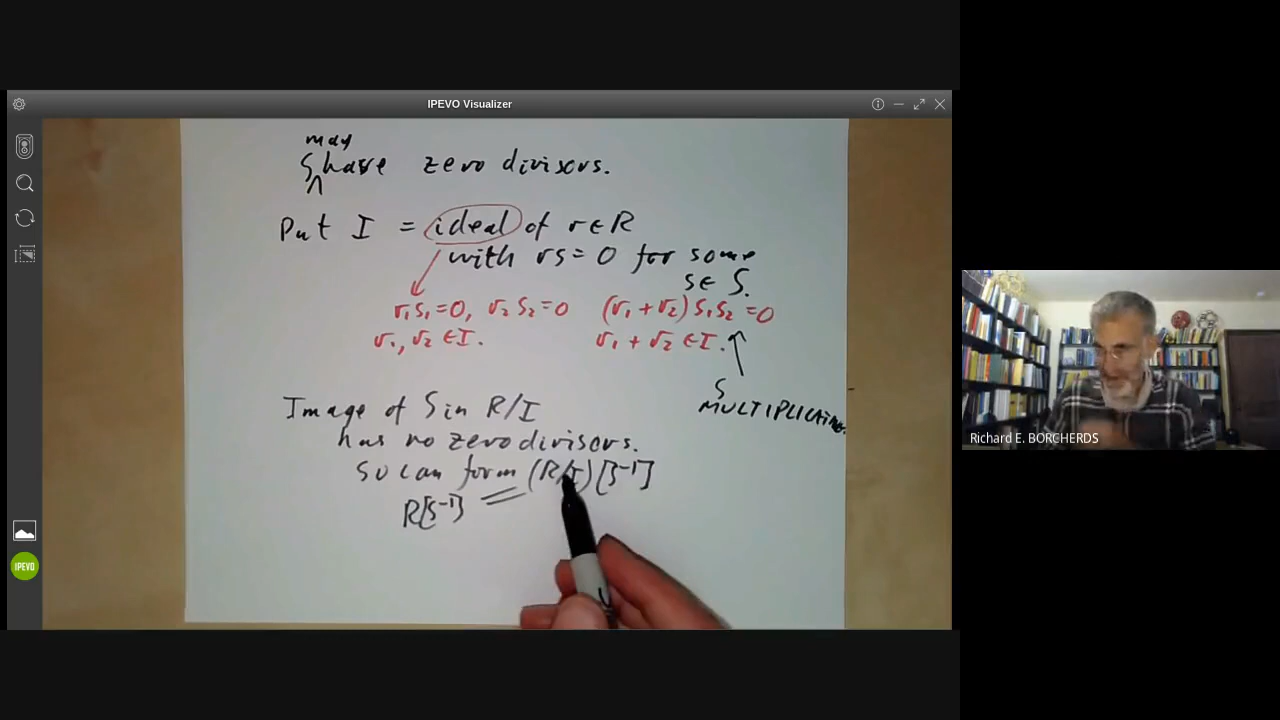 IPEVO Visualizer
may
S have zero divisors.
Put I = ideal of r∈R
with rs=0 for some
s∈ S.
r₁s₁=0, r₂s₂=0 (r₁+r₂)s₁s₂=0
r₁, r₂ ∈I. r₁+r₂ ∈I.
S
MULTIPLICATIVE.
Image of S in R/I
has no zero divisors.
So can form (R/I)[S⁻¹]
R[S⁻¹] =
IPEVO
Richard E. BORCHERDS